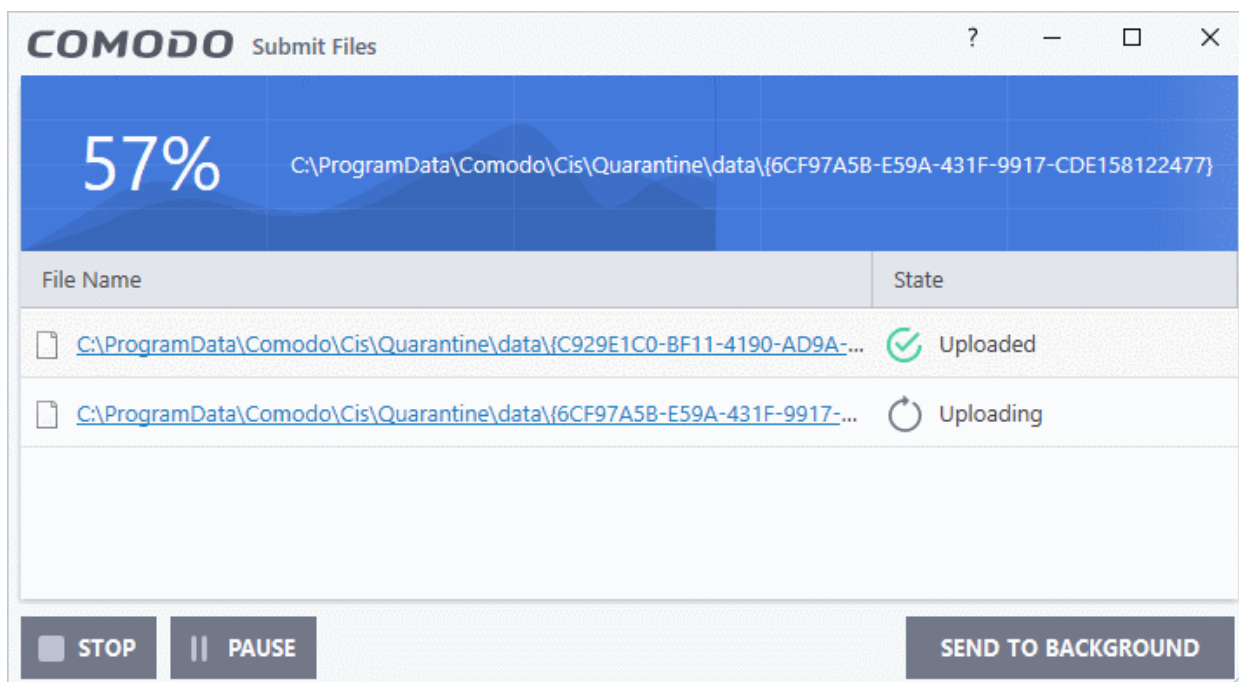 COMODO Submit Files ?
57% C:\ProgramData\Comodo\Cis\Quarantine\data\{6CF97A5B-E59A-431F-9917-CDE158122477}
File Name State
C:\ProgramData\Comodo\Cis\Quarantine\data\{C929E1C0-BF11-4190-AD9A-... Uploaded
C:\ProgramData\Comodo\Cis\Quarantine\data\{6CF97A5B-E59A-431F-9917-... Uploading
STOP PAUSE SEND TO BACKGROUND